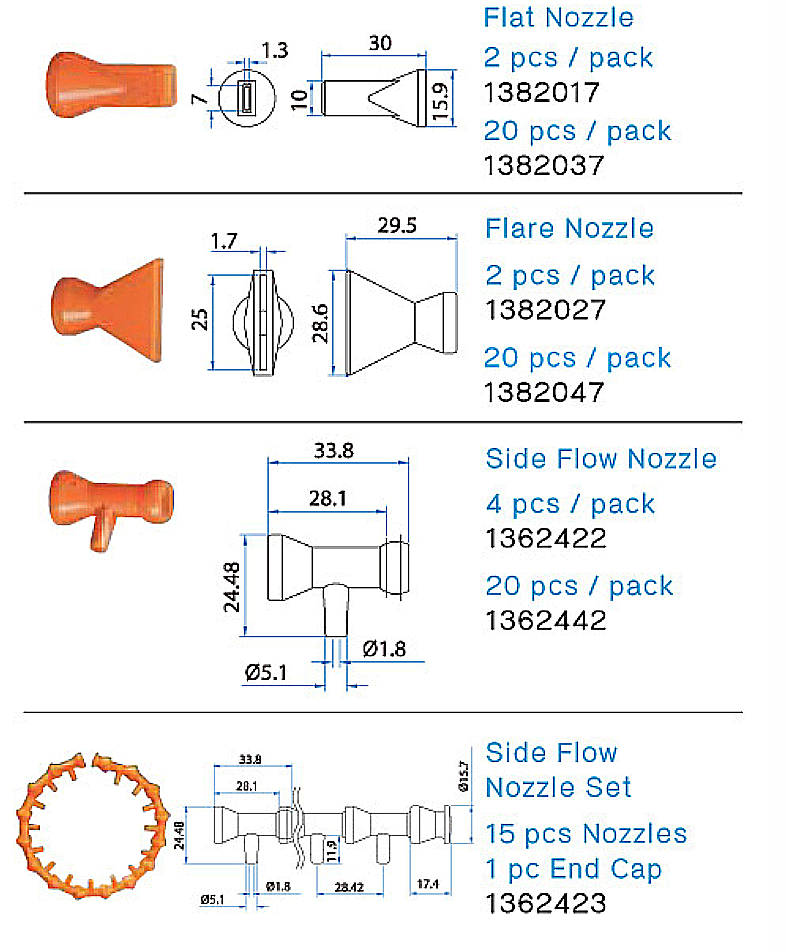 Flat Nozzle
2 pcs / pack
1382017
20 pcs / pack
1382037
1.3
7
30
10
15.9
Flare Nozzle
2 pcs / pack
1382027
20 pcs / pack
1382047
1.7
25
29.5
28.6
Side Flow Nozzle
4 pcs / pack
1362422
20 pcs / pack
1362442
33.8
28.1
24.48
Ø1.8
Ø5.1
Side Flow
Nozzle Set
15 pcs Nozzles
1 pc End Cap
1362423
33.8
28.1
24.48
Ø1.8
Ø5.1
11.9
28.42
17.4
Ø15.7